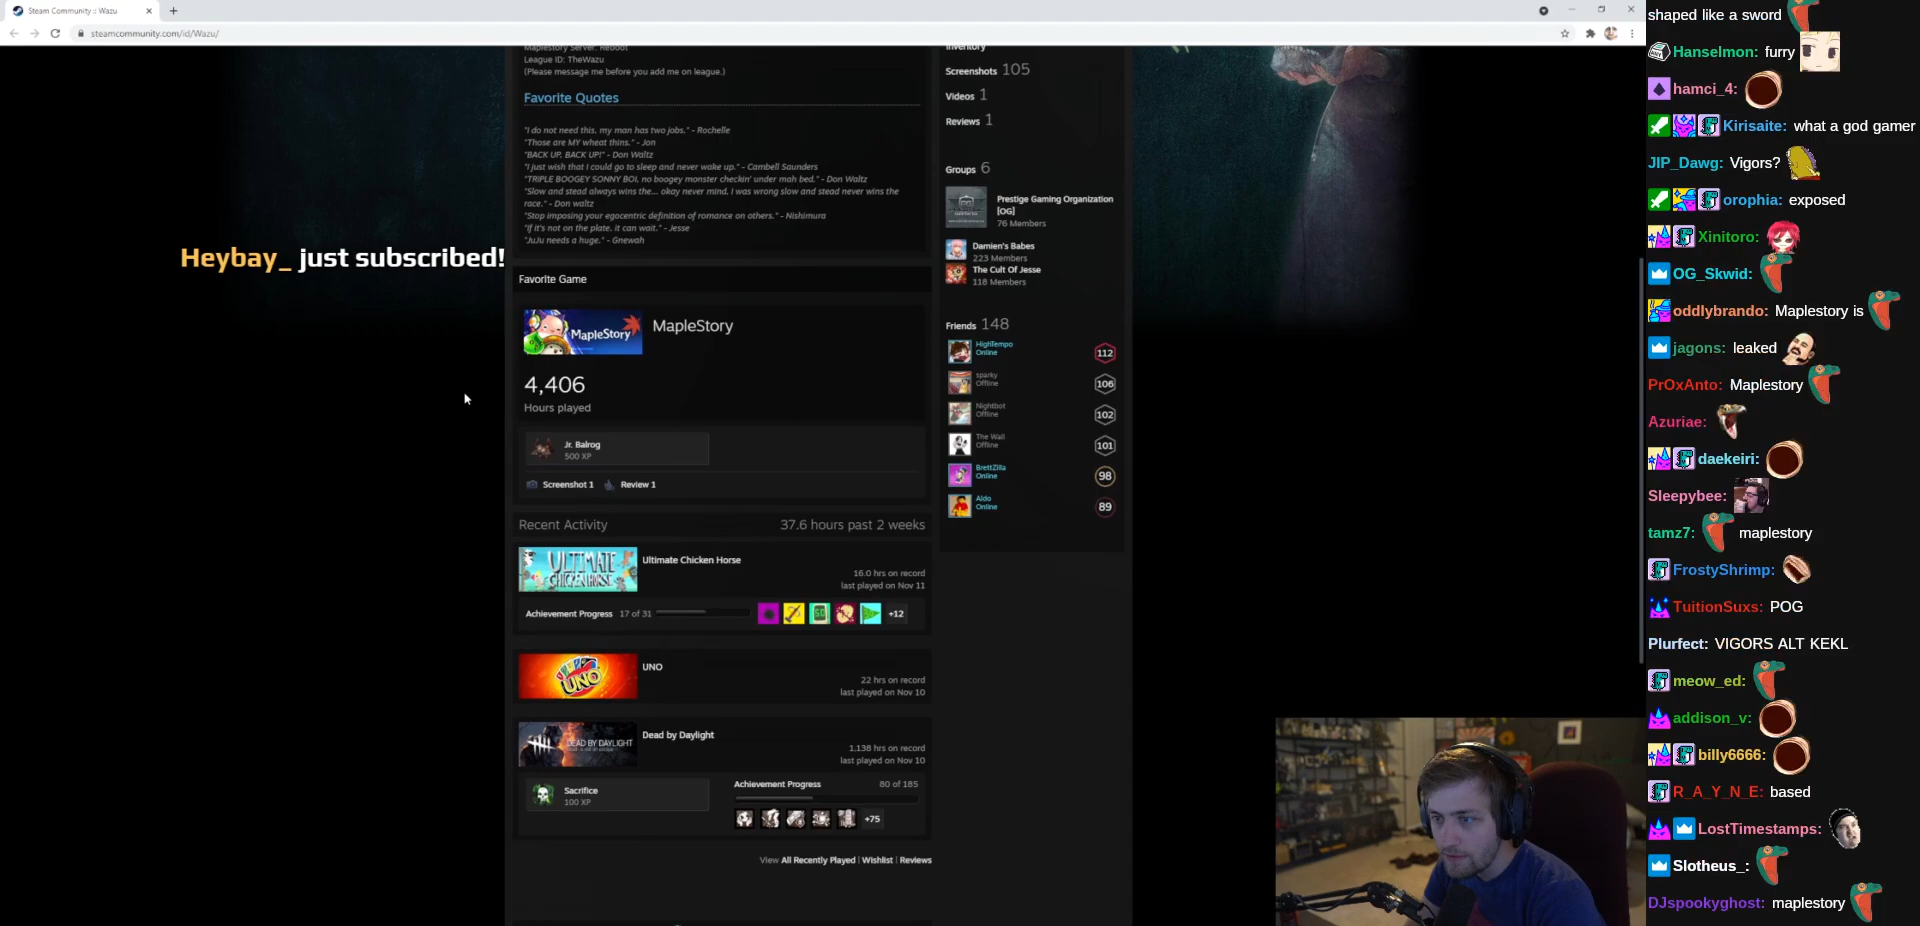 Steam Community :: Wazu
steamcommunity.com/id/Wazu/
Maplestory Server: Reboot
League ID: TheWazu
(Please message me before you add me on league.)
Favorite Quotes
"I do not need this, my man has two jobs." - Rochelle
"Those are MY wheat thins." - Jon
"BACK UP, BACK UP!" - Don Waltz
"I just wish that I could go to sleep and never wake up." - Cambell Saunders
"TRIPLE BOOGEY SONNY BOI, no boogey monster checkin' under mah bed." - Don Waltz
"Slow and stead always wins the... okay never mind, I was wrong slow and stead never wins the
race." - Don waltz
"Stop imposing your egocentric definition of romance on others." - Nishimura
"If it's not on the plate, it can wait." - Jesse
"JuJu needs a huge." - Gnewah
Heybay_ just subscribed!
Favorite Game
MapleStory
MapleStory
4,406
Hours played
Jr. Balrog
500 XP
Screenshot 1
Review 1
Recent Activity
37.6 hours past 2 weeks
ULTIMATE
CHICKEN HORSE
Ultimate Chicken Horse
16.0 hrs on record
last played on Nov 11
Achievement Progress 17 of 31
+12
UNO
UNO
22 hrs on record
last played on Nov 10
DEAD BY DAYLIGHT
Dead by Daylight
1,138 hrs on record
last played on Nov 10
Sacrifice
100 XP
Achievement Progress
80 of 185
+75
View All Recently Played | Wishlist | Reviews
Inventory
Screenshots 105
Videos 1
Reviews 1
Groups 6
Prestige Gaming Organization
[OG]
76 Members
Damien's Babes
223 Members
The Cult Of Jesse
118 Members
Friends 148
HighTempo
Online
112
sparky
Offline
106
Nightbot
Offline
102
The Wall
Offline
101
BrettZilla
Online
98
Aldo
Online
89
shaped like a sword
Hanselmon: furry
hamci_4:
Kirisaite: what a god gamer
JIP_Dawg: Vigors?
orophia: exposed
Xinitoro:
OG_Skwid:
oddlybrando: Maplestory is
jagons: leaked
PrOxAnto: Maplestory
Azuriae:
daekeiri:
Sleepybee:
tamz7: maplestory
FrostyShrimp:
TuitionSuxs: POG
Plurfect: VIGORS ALT KEKL
meow_ed:
addison_v:
billy6666:
R_A_Y_N_E: based
LostTimestamps:
Slotheus_:
DJspookyghost: maplestory